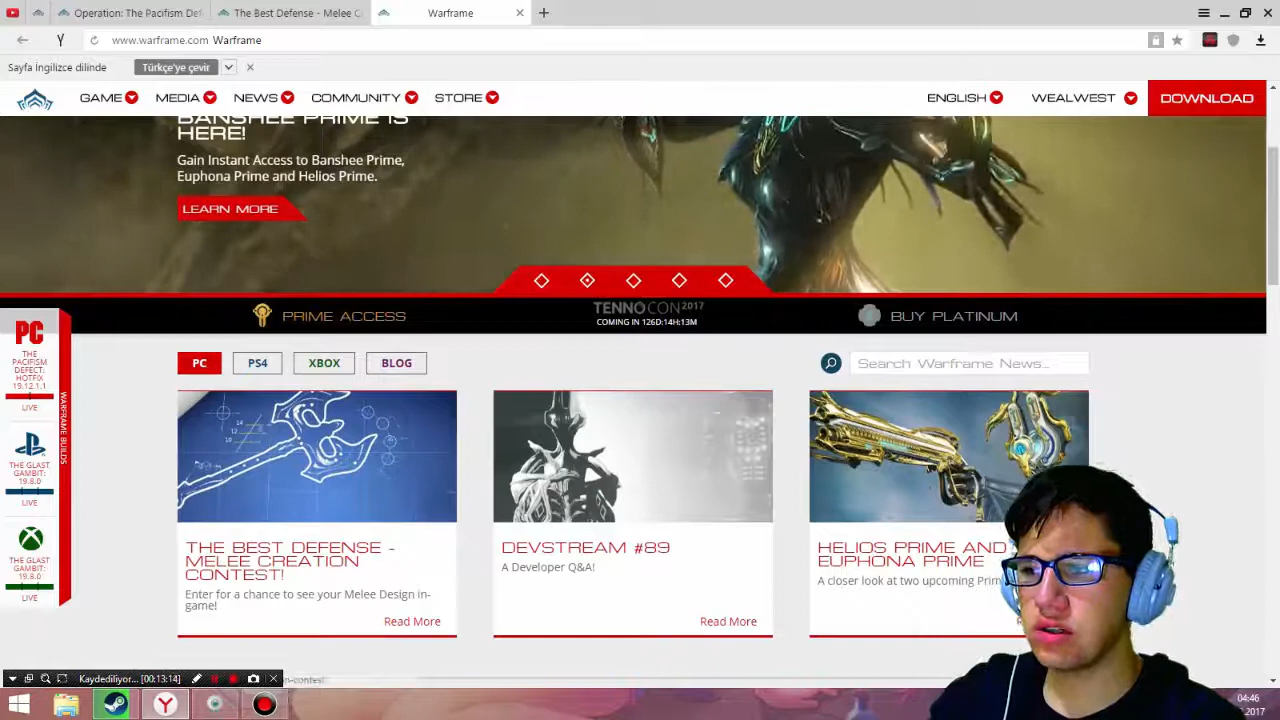 Operation: The Pacifism Def
The Best Defense - Melee C
Warframe
www.warframe.com Warframe
Sayfa İngilizce dilinde
Türkçe'ye çevir
GAME
MEDIA
NEWS
COMMUNITY
STORE
ENGLISH
WEALWEST
DOWNLOAD
BANSHEE PRIME IS
HERE!
Gain Instant Access to Banshee Prime,
Euphona Prime and Helios Prime.
LEARN MORE
PRIME ACCESS
TENNOCON 2017
COMING IN 126D:14H:13M
BUY PLATINUM
PC
THE
PACIFISM
DEFECT:
HOTFIX
19.12.1.1
LIVE
THE GLAST
GAMBIT:
19.8.0
LIVE
THE GLAST
GAMBIT:
19.8.0
LIVE
WARFRAME BUILDS
PC
PS4
XBOX
BLOG
Search Warframe News...
14
12
10
THE BEST DEFENSE -
MELEE CREATION
CONTEST!
Enter for a chance to see your Melee Design in-
game!
Read More
DEVSTREAM #89
A Developer Q&A!
Read More
HELIOS PRIME AND
EUPHONA PRIME
A closer look at two upcoming
Kaydediliyor... [00:13:14]
04:46
2017